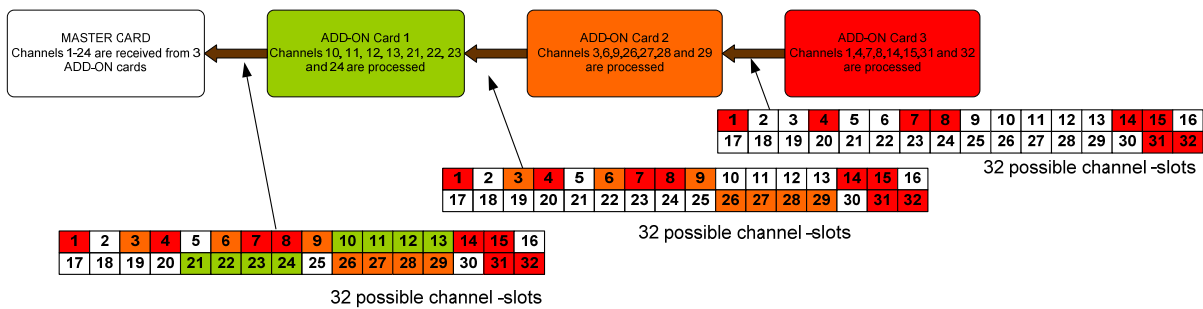 MASTER CARD
Channels 1-24 are received from 3
ADD-ON cards
ADD-ON Card 1
Channels 10, 11, 12, 13, 21, 22, 23
and 24 are processed
ADD-ON Card 2
Channels 3,6,9,26,27,28 and 29
are processed
ADD-ON Card 3
Channels 1,4,7,8,14,15,31 and 32
are processed
1 2 3 4 5 6 7 8 9 10 11 12 13 14 15 16
17 18 19 20 21 22 23 24 25 26 27 28 29 30 31 32
32 possible channel -slots
1 2 3 4 5 6 7 8 9 10 11 12 13 14 15 16
17 18 19 20 21 22 23 24 25 26 27 28 29 30 31 32
32 possible channel -slots
1 2 3 4 5 6 7 8 9 10 11 12 13 14 15 16
17 18 19 20 21 22 23 24 25 26 27 28 29 30 31 32
32 possible channel -slots